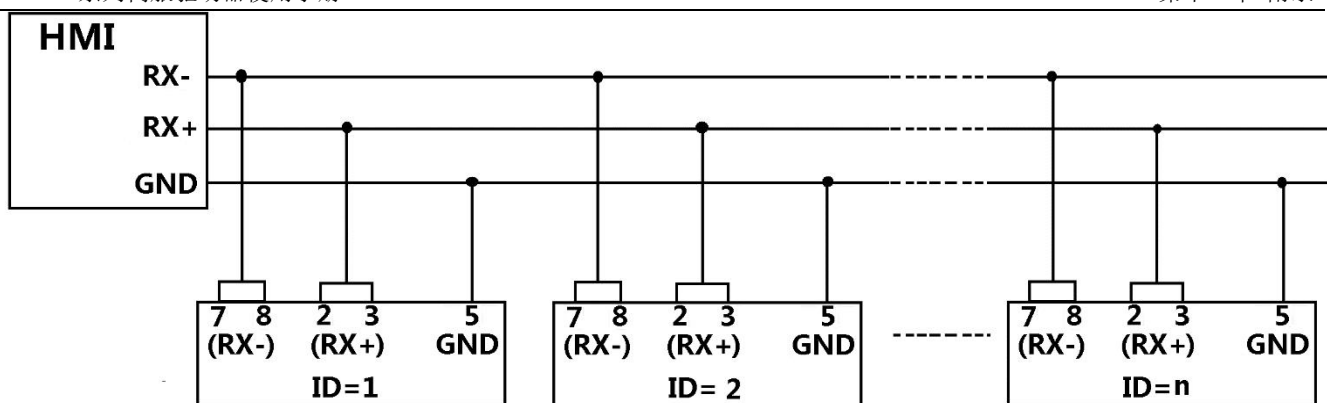 HMI
RX-
RX+
GND
7 8 2 3 5
(RX-) (RX+) GND
ID=1
7 8 2 3 5
(RX-) (RX+) GND
ID= 2
7 8 2 3 5
(RX-) (RX+) GND
ID=n